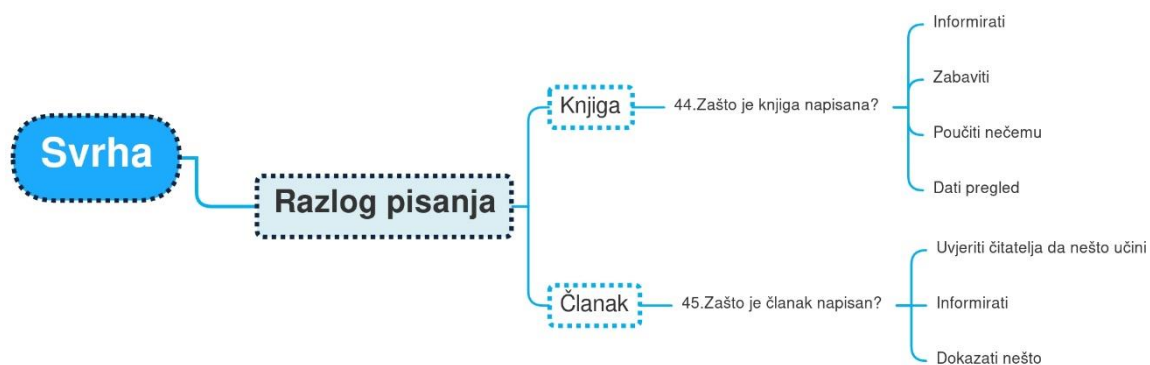 Svrha
Razlog pisanja
Knjiga
44.Zašto je knjiga napisana?
Informirati
Zabaviti
Poučiti nečemu
Dati pregled
Članak
45.Zašto je članak napisan?
Uvjeriti čitatelja da nešto učini
Informirati
Dokazati nešto